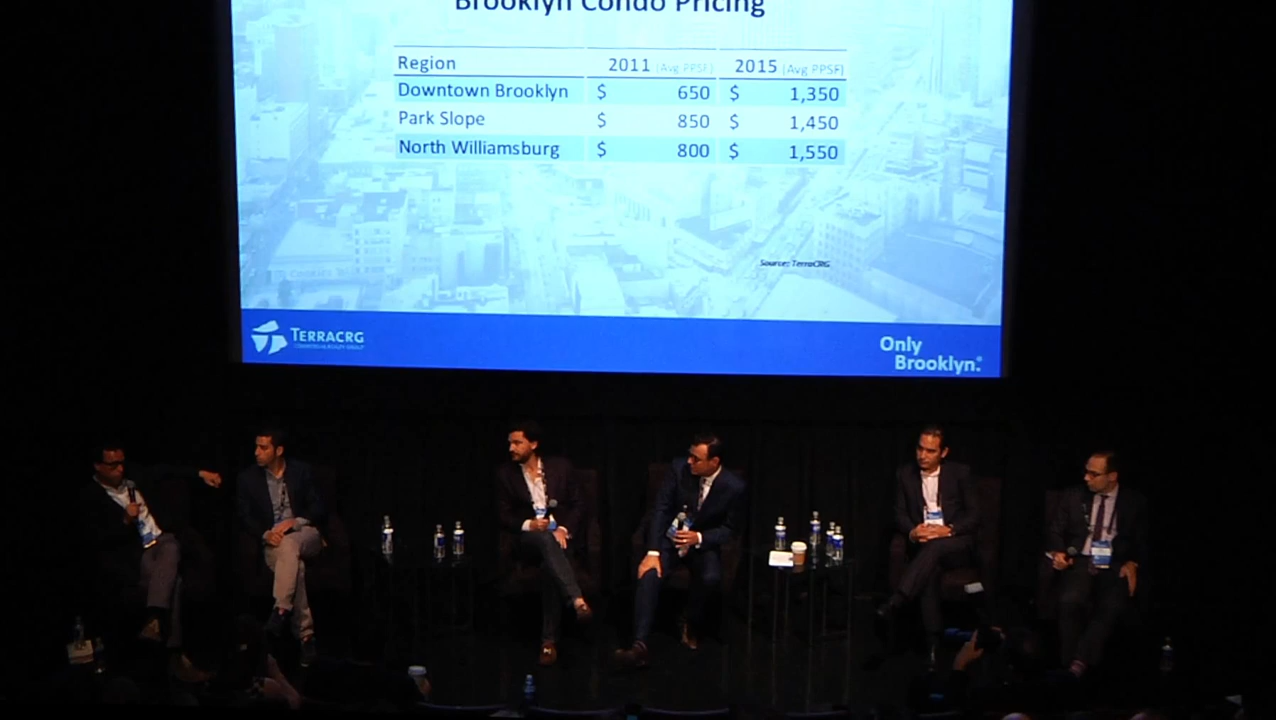 Brooklyn Condo Pricing
Region 2011 (Avg PPSF) 2015 (Avg PPSF)
Downtown Brooklyn $ 650 $ 1,350
Park Slope $ 850 $ 1,450
North Williamsburg $ 800 $ 1,550
Source: TerraCRG
TERRACRG
Only
Brooklyn.®